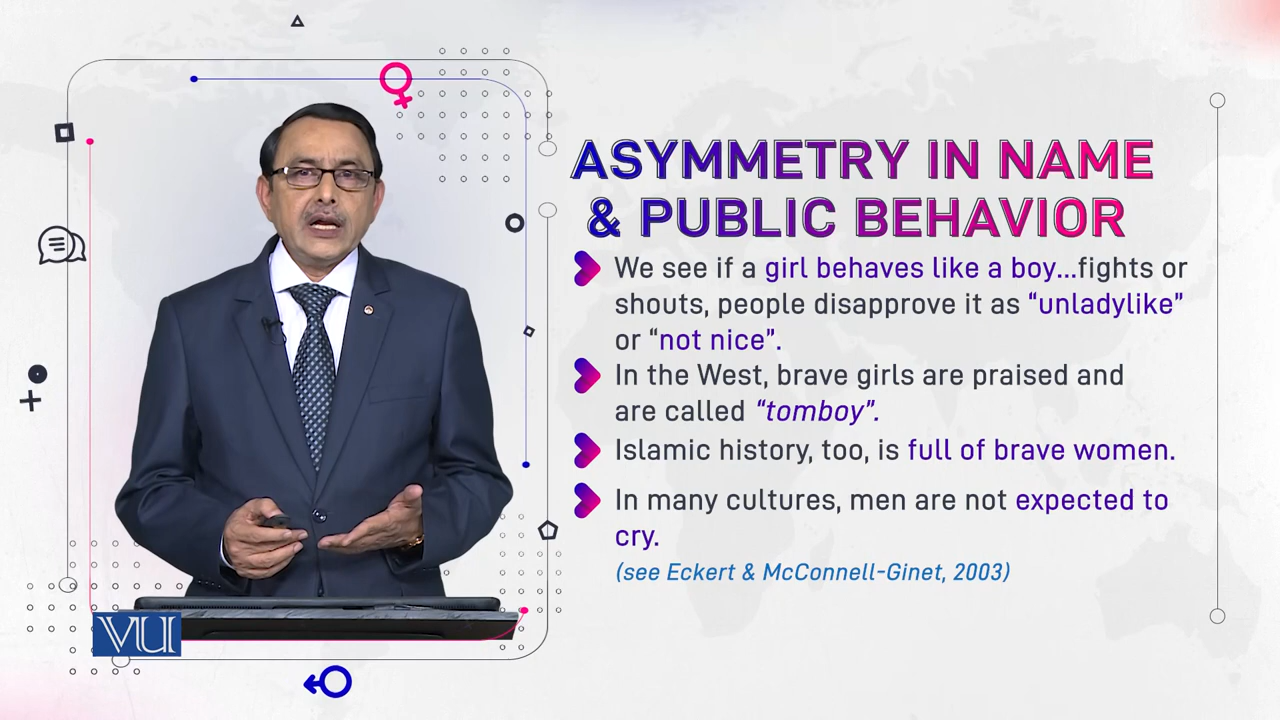 ASYMMETRY IN NAME
& PUBLIC BEHAVIOR
We see if a girl behaves like a boy...fights or
shouts, people disapprove it as “unladylike”
or “not nice”.
In the West, brave girls are praised and
are called “tomboy”.
Islamic history, too, is full of brave women.
In many cultures, men are not expected to
cry.
(see Eckert & McConnell-Ginet, 2003)
VU